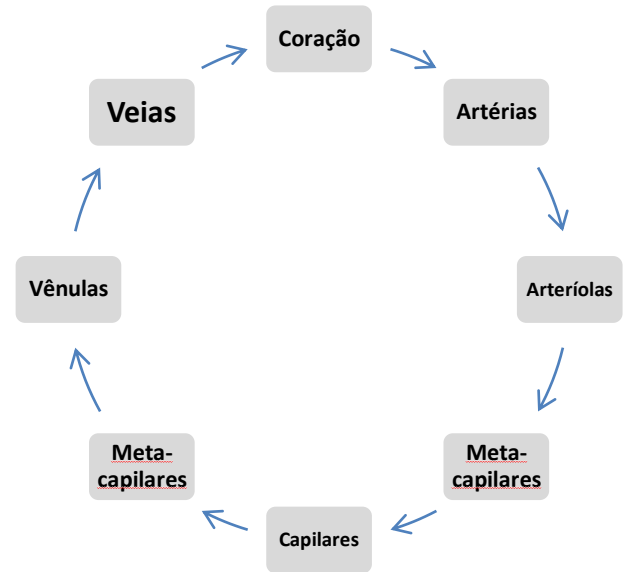 Coração
Artérias
Arteríolas
Meta-
capilares
Capilares
Meta-
capilares
Vênulas
Veias